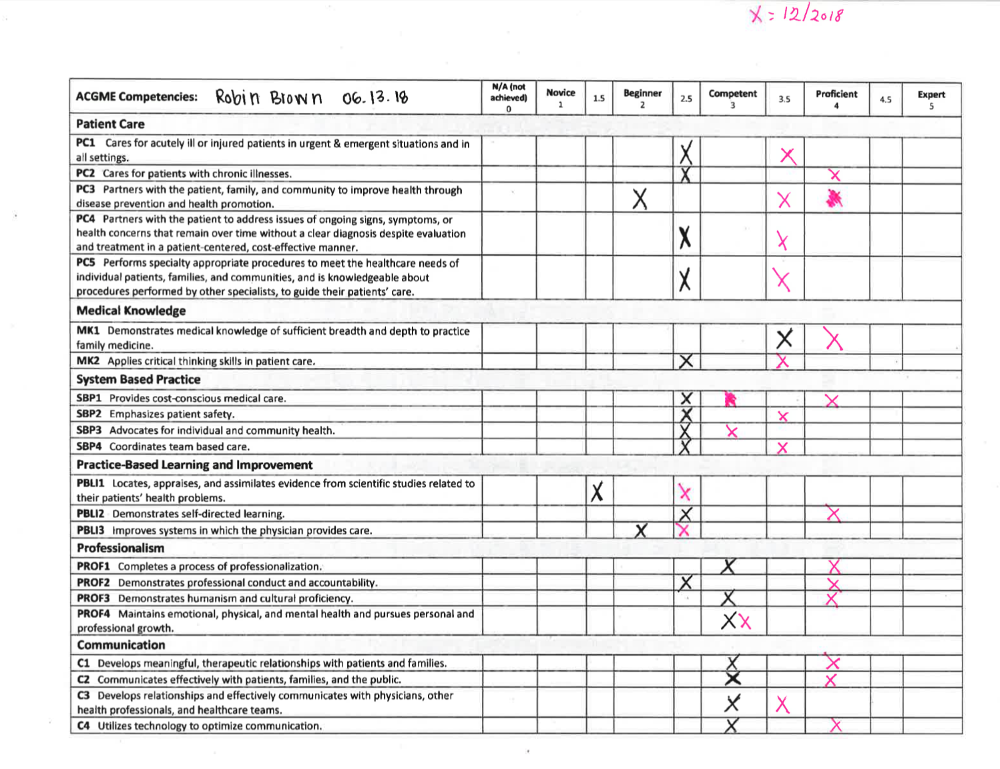 X = 12/2018
ACGME Competencies: Robin Brown 06.13.18
N/A (not achieved) 0
Novice 1
1.5
Beginner 2
2.5
Competent 3
3.5
Proficient 4
4.5
Expert 5
Patient Care
PC1 Cares for acutely ill or injured patients in urgent & emergent situations and in
all settings.
X X
PC2 Cares for patients with chronic illnesses.
X X
PC3 Partners with the patient, family, and community to improve health through
disease prevention and health promotion.
X X
PC4 Partners with the patient to address issues of ongoing signs, symptoms, or
health concerns that remain over time without a clear diagnosis despite evaluation
and treatment in a patient-centered, cost-effective manner.
X X
PC5 Performs specialty appropriate procedures to meet the healthcare needs of
individual patients, families, and communities, and is knowledgeable about
procedures performed by other specialists, to guide their patients' care.
X X
Medical Knowledge
MK1 Demonstrates medical knowledge of sufficient breadth and depth to practice
family medicine.
X X
MK2 Applies critical thinking skills in patient care.
X X
System Based Practice
SBP1 Provides cost-conscious medical care.
X X
SBP2 Emphasizes patient safety.
X X
SBP3 Advocates for individual and community health.
X X
SBP4 Coordinates team based care.
X X
Practice-Based Learning and Improvement
PBLI1 Locates, appraises, and assimilates evidence from scientific studies related to
their patients' health problems.
X X
PBLI2 Demonstrates self-directed learning.
X X
PBLI3 Improves systems in which the physician provides care.
X X
Professionalism
PROF1 Completes a process of professionalization.
X X
PROF2 Demonstrates professional conduct and accountability.
X X
PROF3 Demonstrates humanism and cultural proficiency.
X X
PROF4 Maintains emotional, physical, and mental health and pursues personal and
professional growth.
X X
Communication
C1 Develops meaningful, therapeutic relationships with patients and families.
X X
C2 Communicates effectively with patients, families, and the public.
X X
C3 Develops relationships and effectively communicates with physicians, other
health professionals, and healthcare teams.
X X
C4 Utilizes technology to optimize communication.
X X